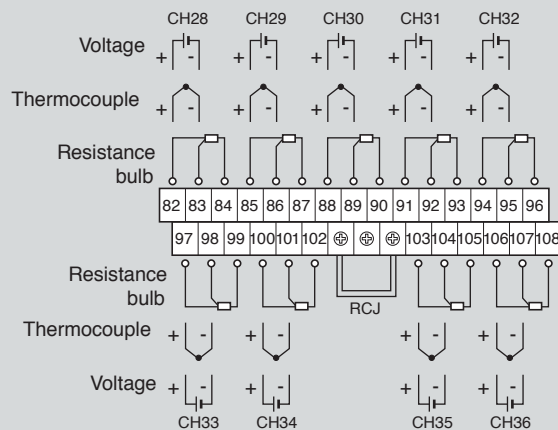 CH28 CH29 CH30 CH31 CH32
Voltage + - + - + - + - + -
Thermocouple + - + - + - + - + -
Resistance
bulb
82 83 84 85 86 87 88 89 90 91 92 93 94 95 96
97 98 99 100 101 102 103 104 105 106 107 108
Resistance
bulb
RCJ
Thermocouple + - + - + - + -
Voltage + - + - + - + -
CH33 CH34 CH35 CH36